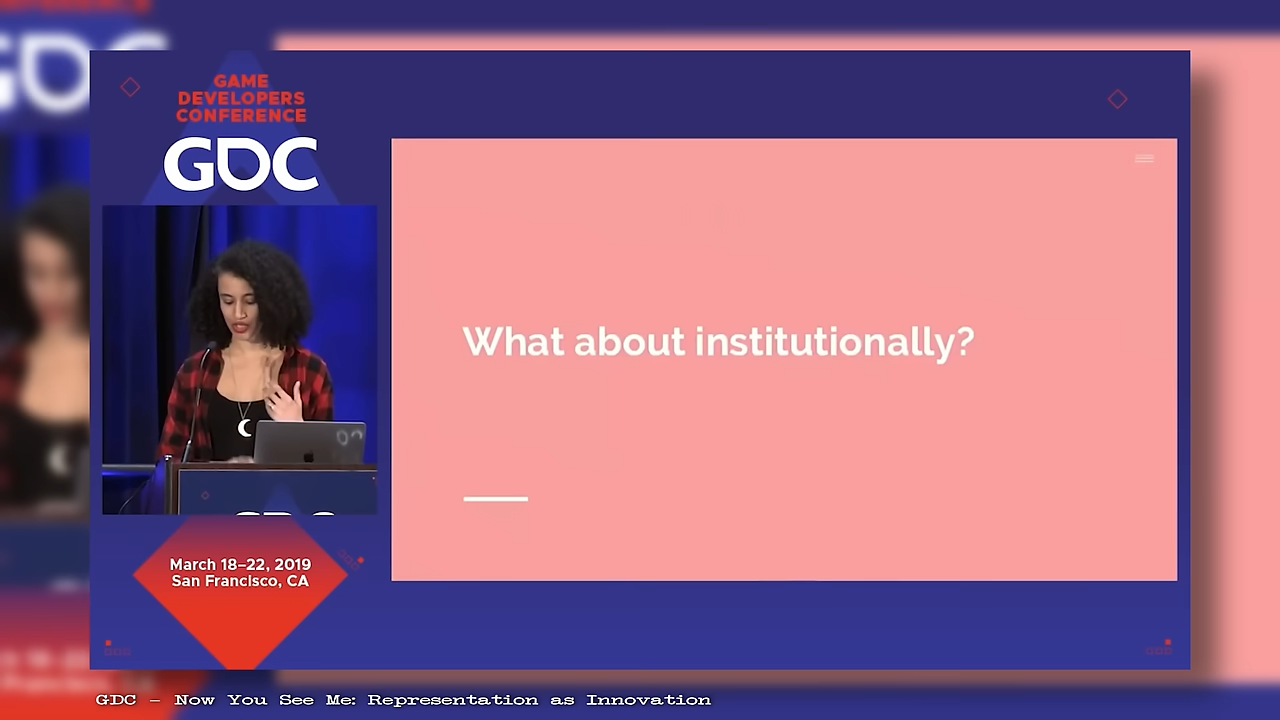 GAME
DEVELOPERS
CONFERENCE
GDC
What about institutionally?
March 18–22, 2019
San Francisco, CA
GDC – Now You See Me: Representation as Innovation